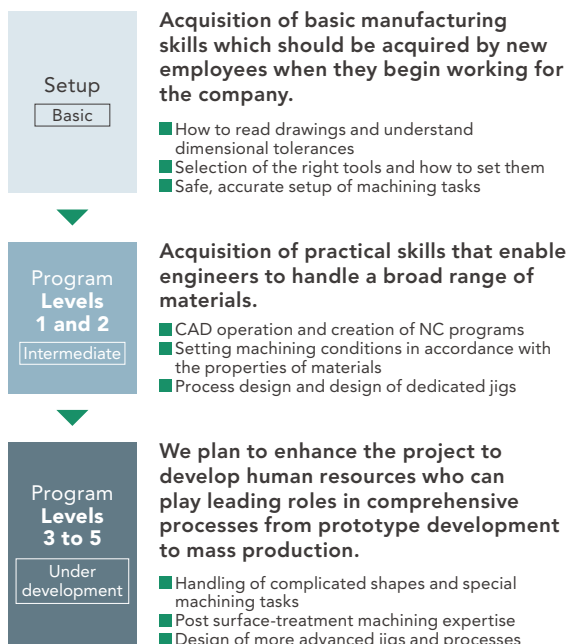 Setup
Basic
Acquisition of basic manufacturing
skills which should be acquired by new
employees when they begin working for
the company.
How to read drawings and understand
dimensional tolerances
Selection of the right tools and how to set them
Safe, accurate setup of machining tasks
Program
Levels
1 and 2
Intermediate
Acquisition of practical skills that enable
engineers to handle a broad range of
materials.
CAD operation and creation of NC programs
Setting machining conditions in accordance with
the properties of materials
Process design and design of dedicated jigs
Program
Levels
3 to 5
Under
development
We plan to enhance the project to
develop human resources who can
play leading roles in comprehensive
processes from prototype development
to mass production.
Handling of complicated shapes and special
machining tasks
Post surface-treatment machining expertise
Design of more advanced jigs and processes